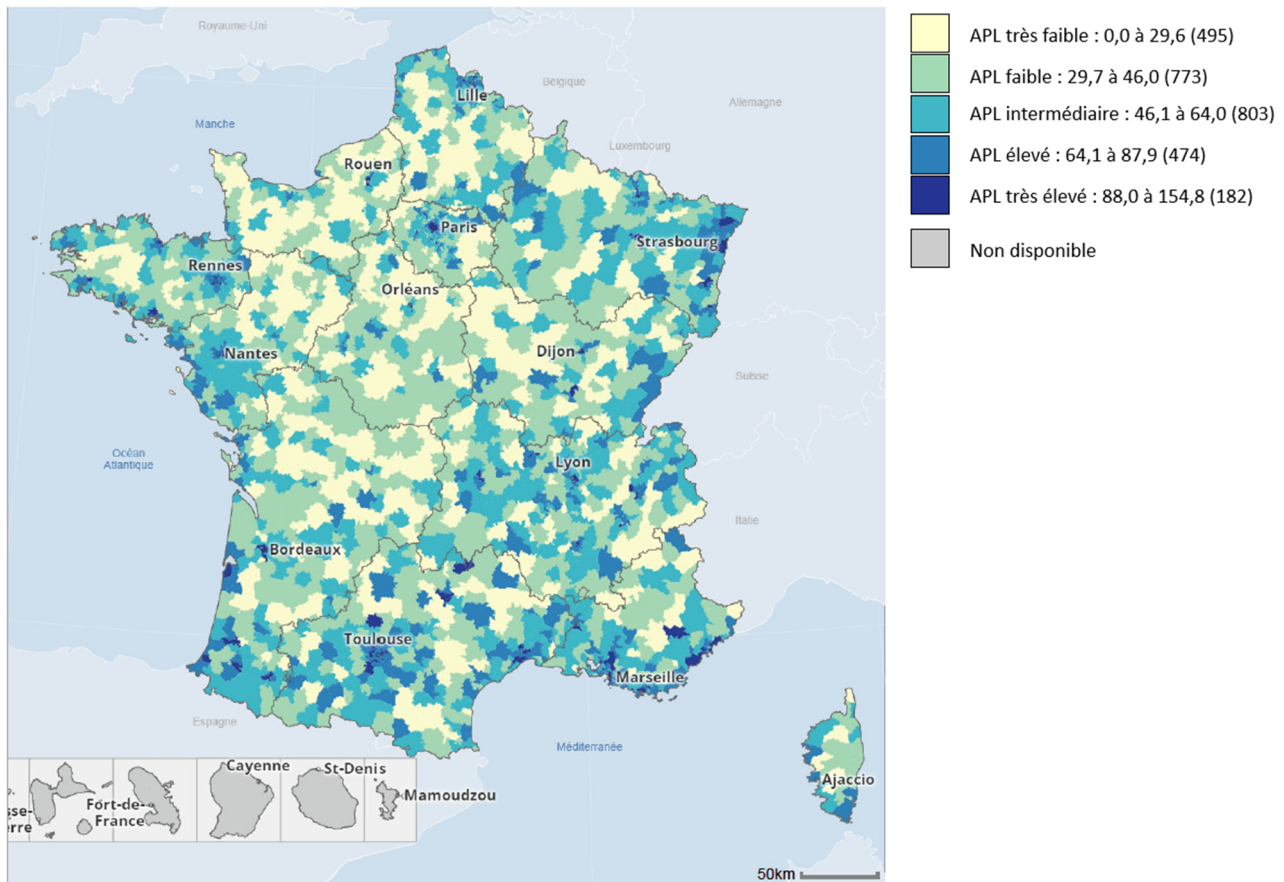 Royaume-Uni
Belgique
Lille
Allemagne
Manche
Luxembourg
Rouen
Paris
Strasbourg
Rennes
Orléans
Nantes
Dijon
Suisse
Océan
Atlantique
Lyon
Italie
Bordeaux
Toulouse
Marseille
Espagne
Méditerranée
Ajaccio
sse-
erre
Fort-de-
France
Cayenne
St-Denis
Mamoudzou
50km
APL très faible : 0,0 à 29,6 (495)
APL faible : 29,7 à 46,0 (773)
APL intermédiaire : 46,1 à 64,0 (803)
APL élevé : 64,1 à 87,9 (474)
APL très élevé : 88,0 à 154,8 (182)
Non disponible